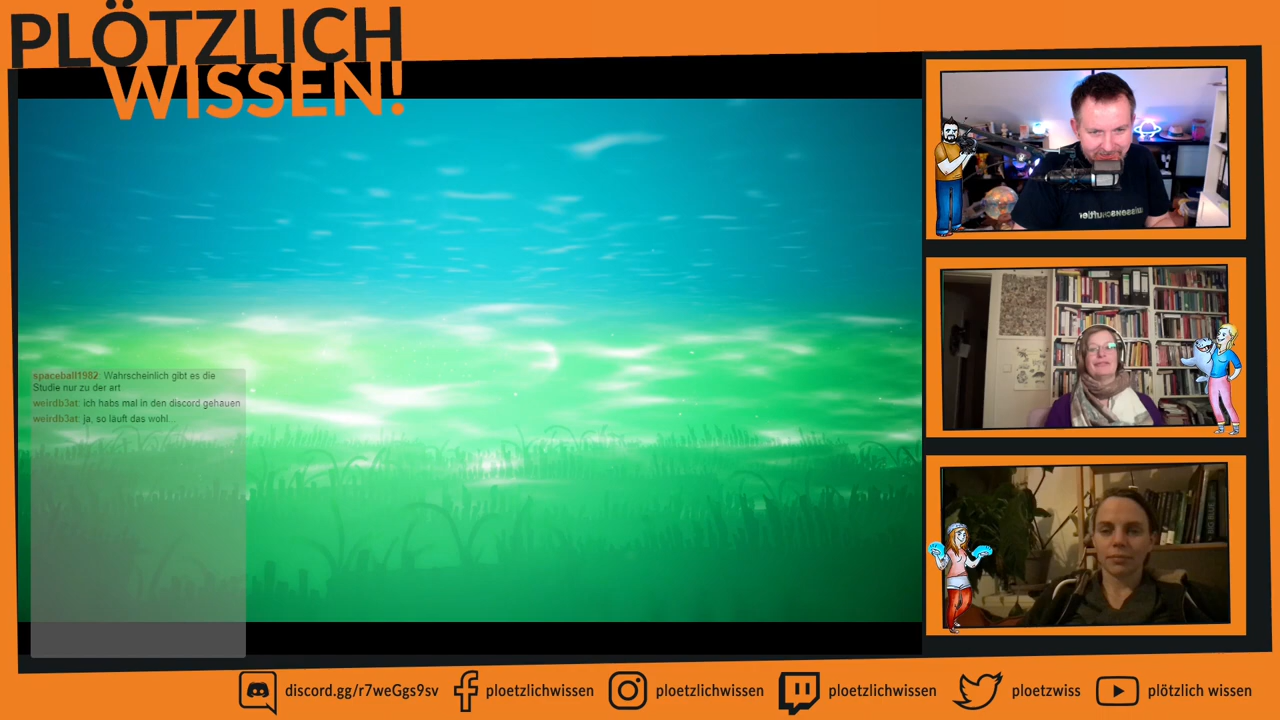 PLÖTZLICH
WISSEN!
spaceball1982: Wahrscheinlich gibt es die
Studie nur zu der art
weirdb3at: ich habs mal in den discord gehauen
weirdb3at: ja, so läuft das wohl...
wissenschaftler
discord.gg/r7weGgs9sv
ploetzlichwissen
ploetzlichwissen
ploetzlichwissen
ploetzwiss
plötzlich wissen